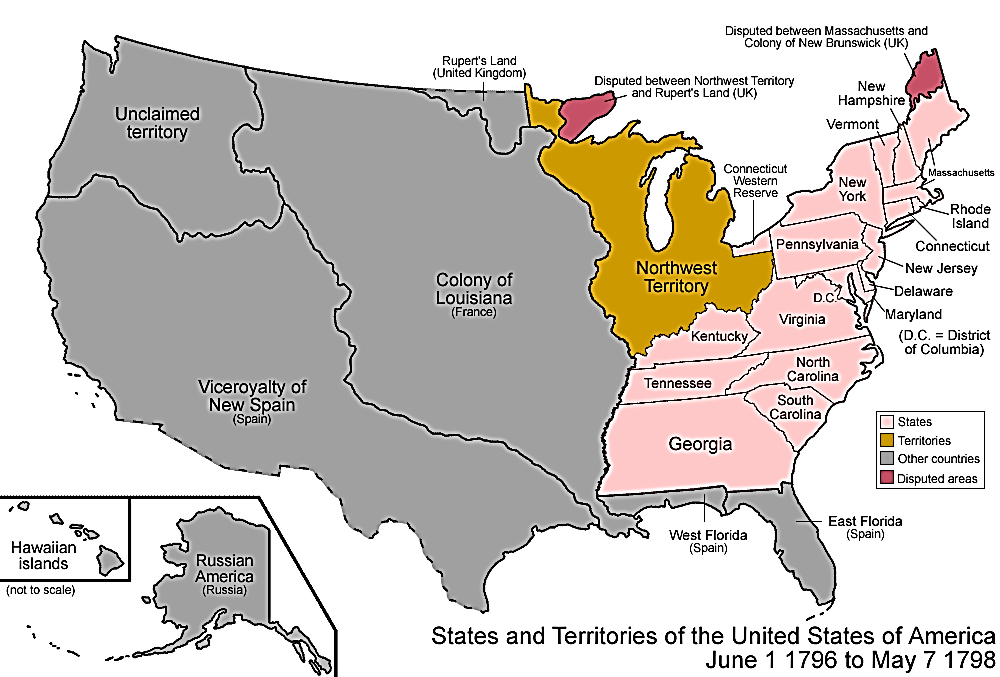 Disputed between Massachusetts and
Colony of New Brunswick (UK)
Rupert's Land
(United Kingdom)
Disputed between Northwest Territory
and Rupert's Land (UK)
New
Hampshire
Vermont
Unclaimed
territory
Connecticut
Western
Reserve
Massachusetts
New
York
Rhode
Island
Connecticut
Pennsylvania
New Jersey
Northwest
Territory
Colony of
Louisiana
(France)
D.C.
Delaware
Maryland
(D.C. = District
of Columbia)
Virginia
Kentucky
North
Carolina
Tennessee
South
Carolina
Viceroyalty of
New Spain
(Spain)
Georgia
States
Territories
Other countries
Disputed areas
West Florida
(Spain)
East Florida
(Spain)
Hawaiian
islands
(not to scale)
Russian
America
(Russia)
States and Territories of the United States of America
June 1 1796 to May 7 1798